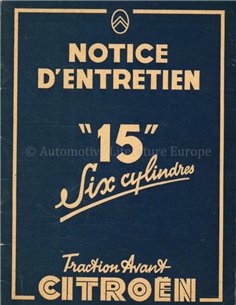 NOTICE
D'ENTRETIEN
"15"
© Automotive Literature Europe
Six cylindres
Traction Avant
CITROËN